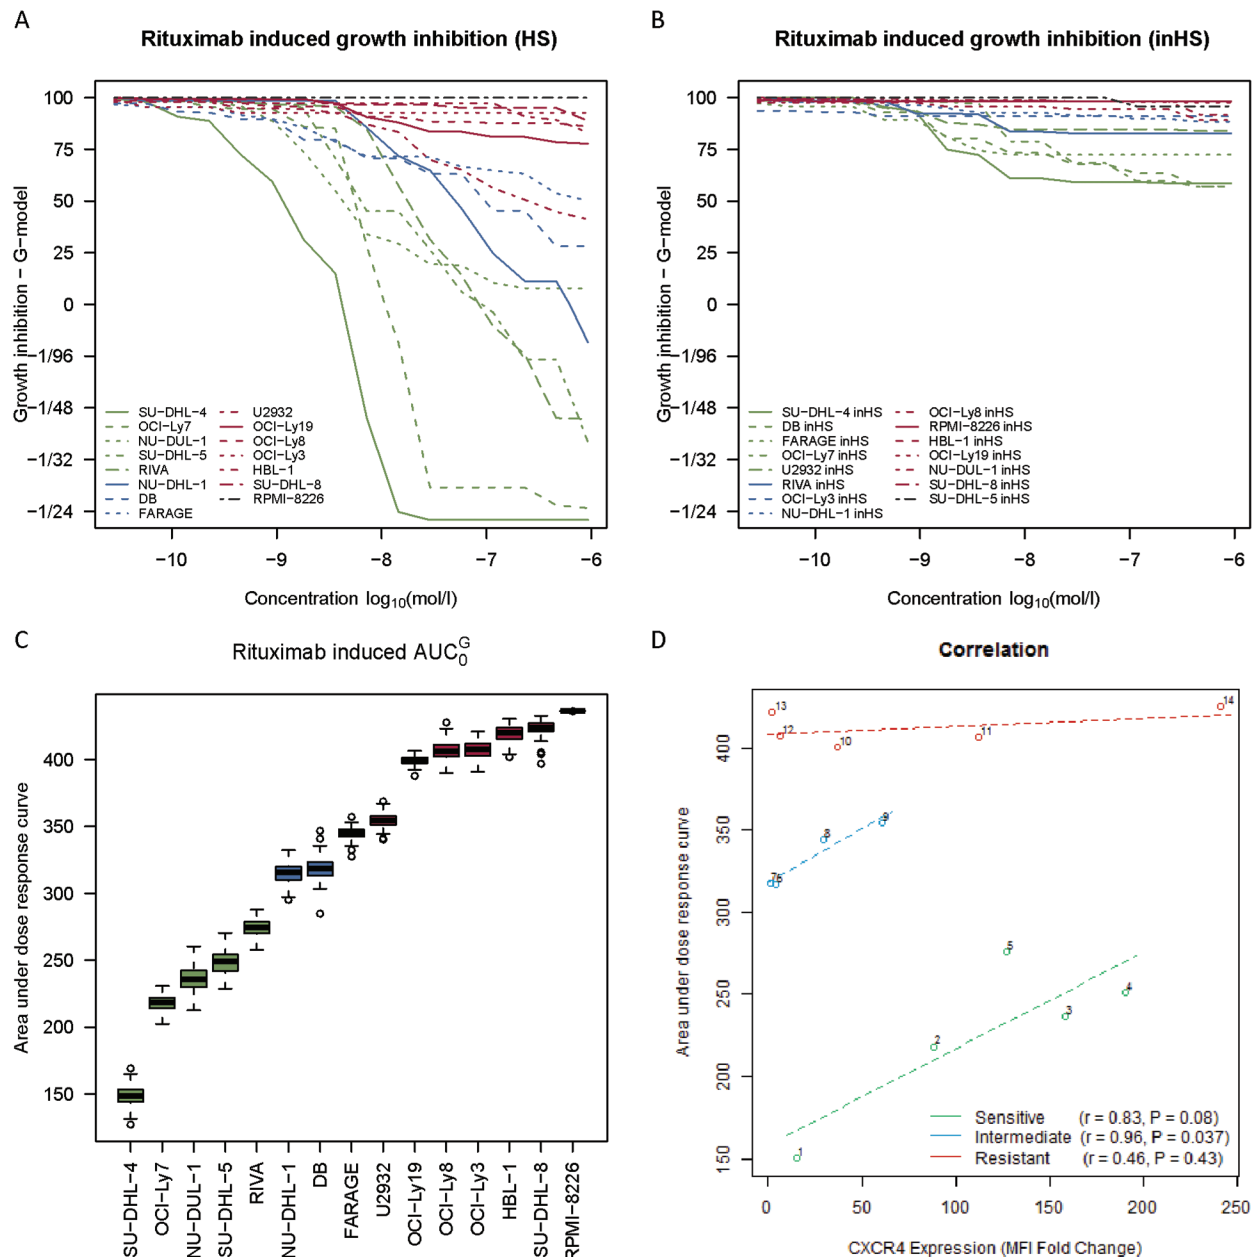 A
Rituximab induced growth inhibition (HS)
Growth inhibition − G−model
100
75
50
25
0
−1/96
−1/48
−1/32
−1/24
SU−DHL−4
OCI−Ly7
NU−DUL−1
SU−DHL−5
RIVA
NU−DHL−1
DB
FARAGE
U2932
OCI−Ly19
OCI−Ly8
OCI−Ly3
HBL−1
SU−DHL−8
RPMI−8226
−10
−9
−8
−7
−6
Concentration log10(mol/l)
B
Rituximab induced growth inhibition (inHS)
Growth inhibition − G−model
100
75
50
25
0
−1/96
−1/48
−1/32
−1/24
SU−DHL−4 inHS
DB inHS
FARAGE inHS
OCI−Ly7 inHS
U2932 inHS
RIVA inHS
OCI−Ly3 inHS
NU−DHL−1 inHS
OCI−Ly8 inHS
RPMI−8226 inHS
HBL−1 inHS
OCI−Ly19 inHS
NU−DUL−1 inHS
SU−DHL−8 inHS
SU−DHL−5 inHS
−10
−9
−8
−7
−6
Concentration log10(mol/l)
C
Rituximab induced AUC0G
Area under dose response curve
400
350
300
250
200
150
SU−DHL−4
OCI−Ly7
NU−DUL−1
SU−DHL−5
RIVA
NU−DHL−1
DB
FARAGE
U2932
OCI−Ly19
OCI−Ly8
OCI−Ly3
HBL−1
SU−DHL−8
RPMI−8226
D
Correlation
Area under dose response curve
400
350
300
250
200
150
13
12
10
11
14
7
6
8
9
5
4
3
2
1
Sensitive (r = 0.83, P = 0.08)
Intermediate (r = 0.96, P = 0.037)
Resistant (r = 0.46, P = 0.43)
0
50
100
150
200
250
CXCR4 Expression (MFI Fold Change)